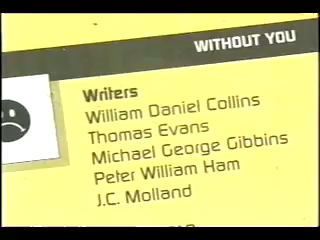 WITHOUT YOU
Writers
William Daniel Collins
Thomas Evans
Michael George Gibbins
Peter William Ham
J.C. Molland